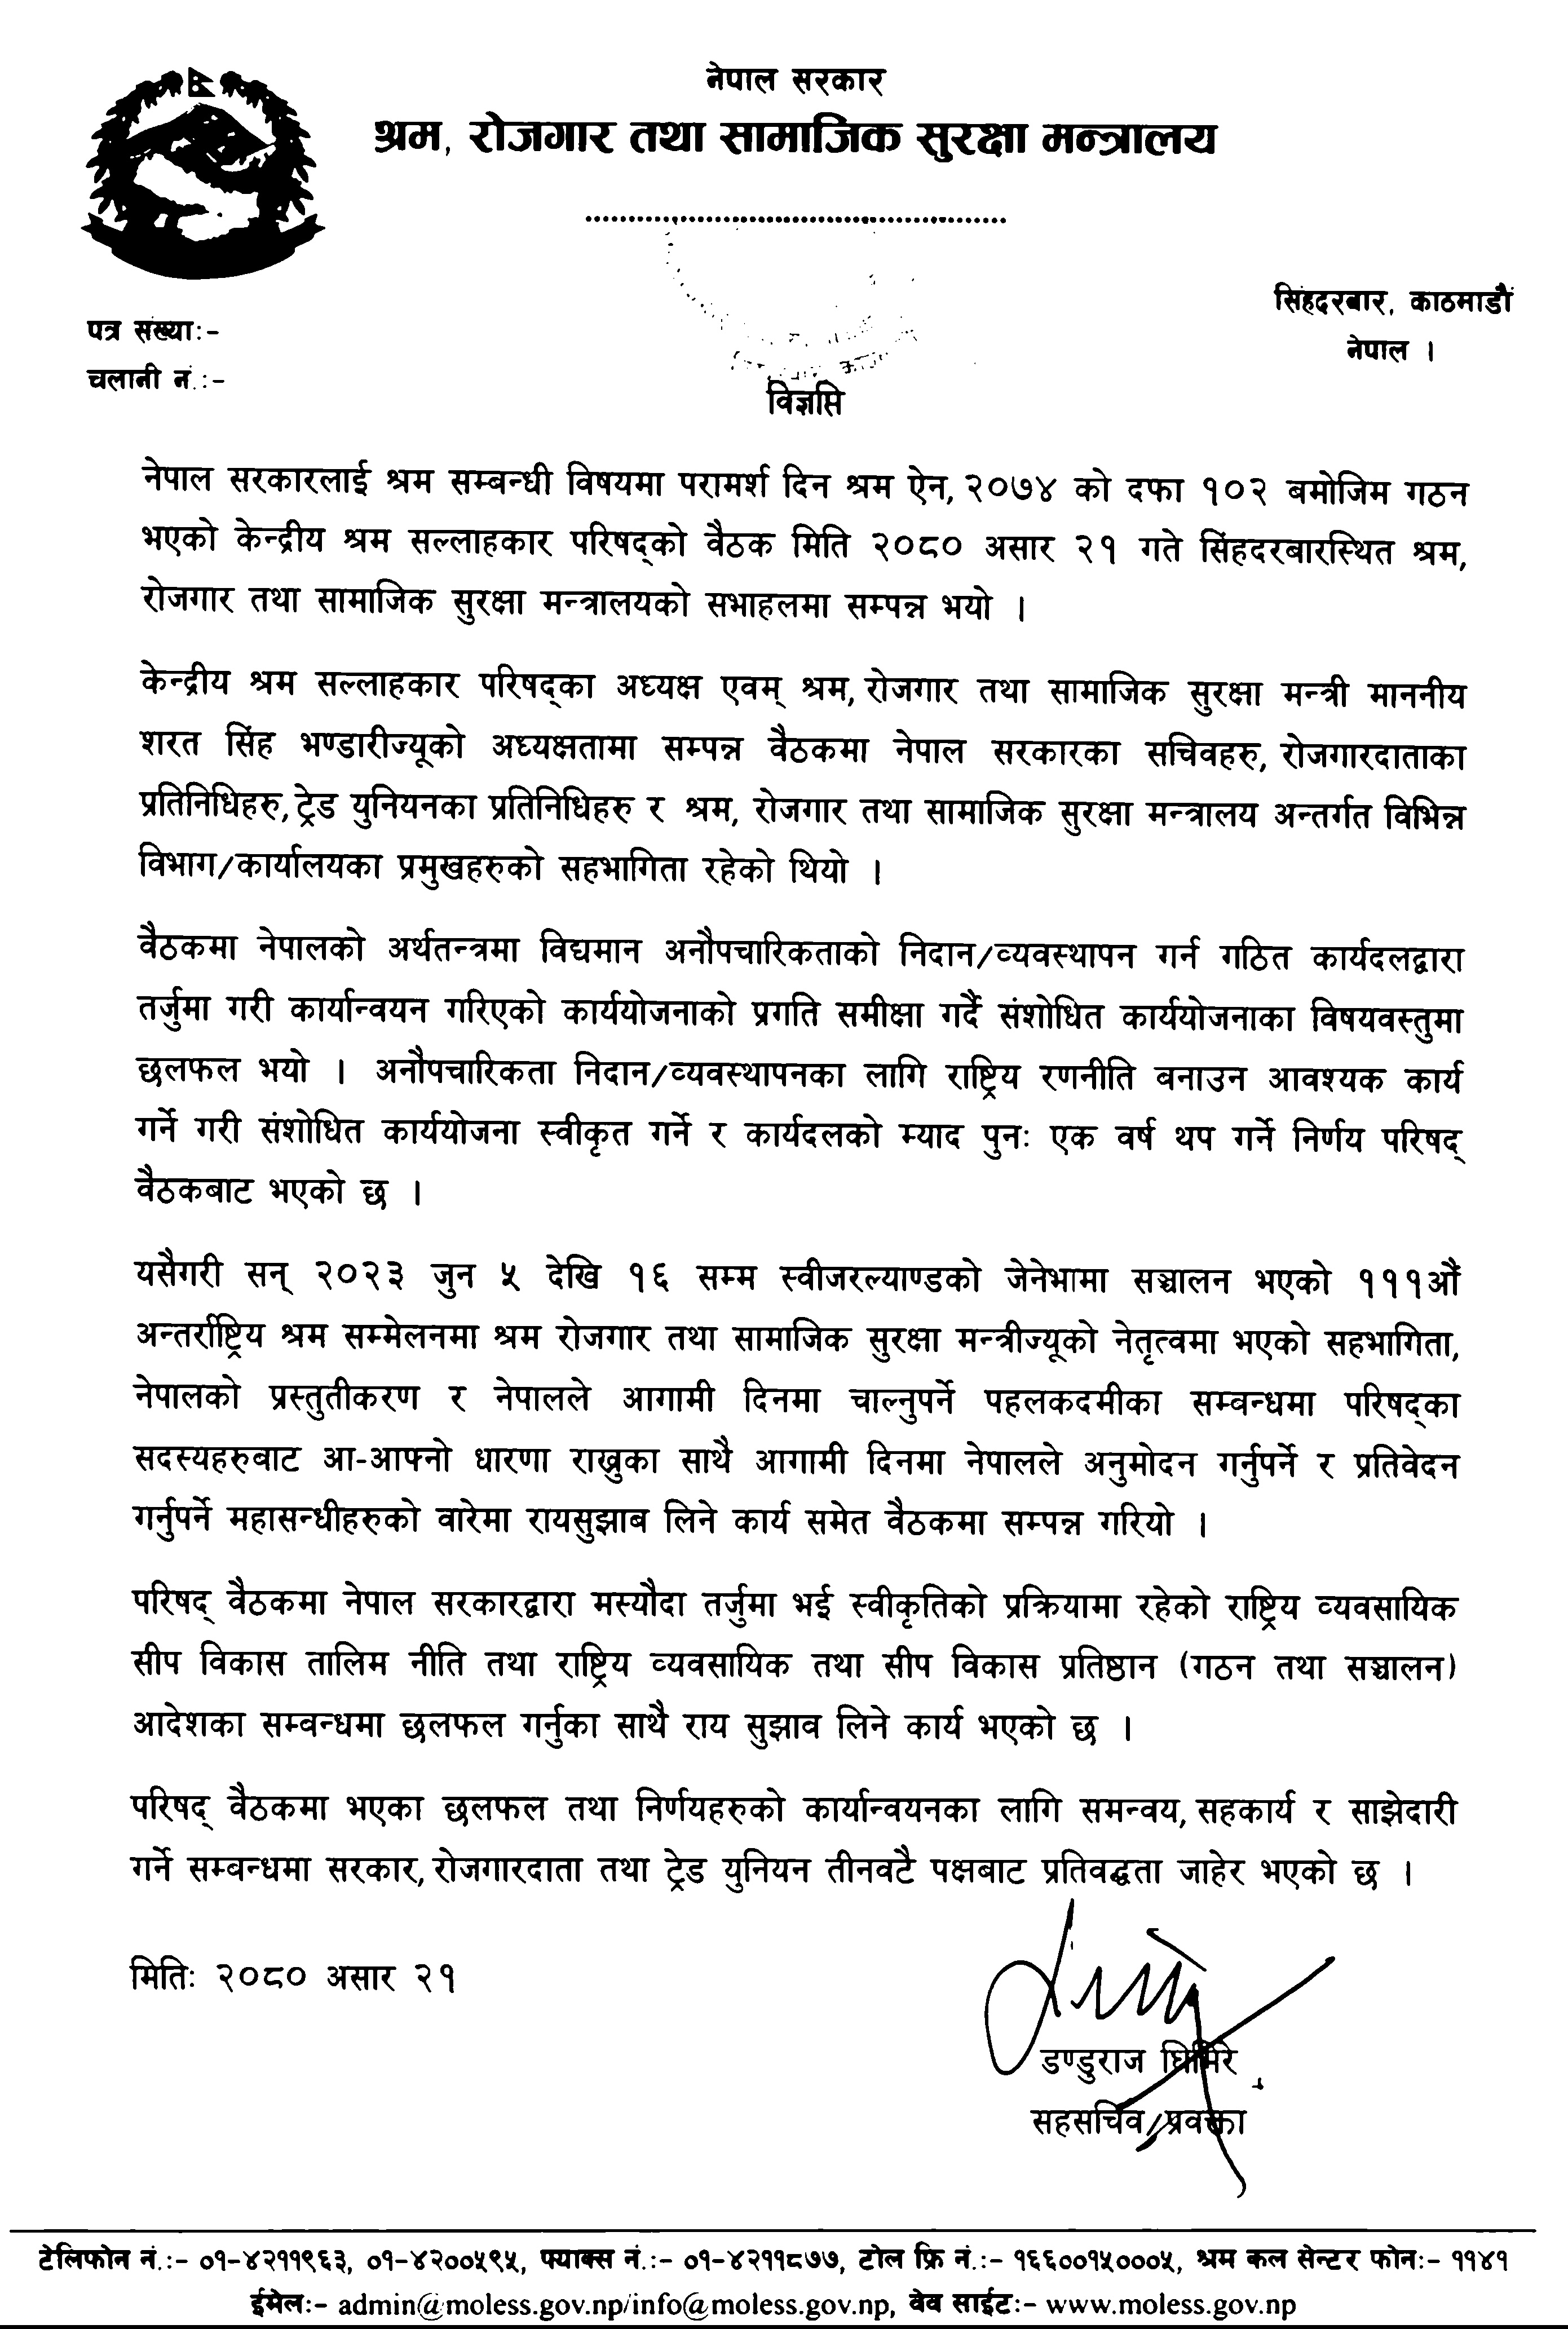 नेपाल सरकार
श्रम, रोजगार तथा सामाजिक सुरक्षा मन्त्रालय
सिंहदरबार, काठमाडौं
नेपाल ।
पत्र संख्याः-
चलानी नं.:-
विज्ञप्ति
नेपाल सरकारलाई श्रम सम्बन्धी विषयमा परामर्श दिन श्रम ऐन, २०७४ को दफा १०२ बमोजिम गठन
भएको केन्द्रीय श्रम सल्लाहकार परिषद्को वैठक मिति २०८० असार २१ गते सिंहदरबारस्थित श्रम,
रोजगार तथा सामाजिक सुरक्षा मन्त्रालयको सभाहलमा सम्पन्न भयो ।
केन्द्रीय श्रम सल्लाहकार परिषद्का अध्यक्ष एवम् श्रम, रोजगार तथा सामाजिक सुरक्षा मन्त्री माननीय
शरत सिंह भण्डारीज्यूको अध्यक्षतामा सम्पन्न वैठकमा नेपाल सरकारका सचिवहरु, रोजगारदाताका
प्रतिनिधिहरु, ट्रेड युनियनका प्रतिनिधिहरु र श्रम, रोजगार तथा सामाजिक सुरक्षा मन्त्रालय अन्तर्गत विभिन्न
विभाग/कार्यालयका प्रमुखहरुको सहभागिता रहेको थियो ।
वैठकमा नेपालको अर्थतन्त्रमा विद्यमान अनौपचारिकताको निदान/व्यवस्थापन गर्न गठित कार्यदलद्वारा
तर्जुमा गरी कार्यान्वयन गरिएको कार्ययोजनाको प्रगति समीक्षा गर्दै संशोधित कार्ययोजनाका विषयवस्तुमा
छलफल भयो । अनौपचारिकता निदान/व्यवस्थापनका लागि राष्ट्रिय रणनीति बनाउन आवश्यक कार्य
गर्ने गरी संशोधित कार्ययोजना स्वीकृत गर्ने र कार्यदलको म्याद पुनः एक वर्ष थप गर्ने निर्णय परिषद्
वैठकबाट भएको छ ।
यसैगरी सन् २०२३ जुन ५ देखि १६ सम्म स्वीजरल्याण्डको जेनेभामा सञ्चालन भएको १११औं
अन्तर्राष्ट्रिय श्रम सम्मेलनमा श्रम रोजगार तथा सामाजिक सुरक्षा मन्त्रीज्यूको नेतृत्वमा भएको सहभागिता,
नेपालको प्रस्तुतीकरण र नेपालले आगामी दिनमा चाल्नुपर्ने पहलकदमीका सम्वन्धमा परिषद्का
सदस्यहरुबाट आ-आफ्नो धारणा राख्नुका साथै आगामी दिनमा नेपालले अनुमोदन गर्नुपर्ने र प्रतिवेदन
गर्नुपर्ने महासन्धीहरुको वारेमा रायसुझाब लिने कार्य समेत वैठकमा सम्पन्न गरियो ।
परिषद् वैठकमा नेपाल सरकारद्वारा मस्यौदा तर्जुमा भई स्वीकृतिको प्रक्रियामा रहेको राष्ट्रिय व्यवसायिक
सीप विकास तालिम नीति तथा राष्ट्रिय व्यवसायिक तथा सीप विकास प्रतिष्ठान (गठन तथा सञ्चालन)
आदेशका सम्वन्धमा छलफल गर्नुका साथै राय सुझाव लिने कार्य भएको छ ।
परिषद् वैठकमा भएका छलफल तथा निर्णयहरुको कार्यान्वयनका लागि समन्वय, सहकार्य र साझेदारी
गर्ने सम्बन्धमा सरकार, रोजगारदाता तथा ट्रेड युनियन तीनवटै पक्षबाट प्रतिवद्धता जाहेर भएको छ ।
मितिः २०८० असार २१
डण्डुराज घिमिरे
सहसचिव/प्रवक्ता
टेलिफोन नं.:- ०१-४२११९६३, ०१-४२००५९५, फ्याक्स नं.:- ०१-४२११८७७, टोल फ्रि नं.:- १६६००१५०००५, श्रम कल सेन्टर फोनः- ११४१
ईमेलः- admin@moless.gov.np/info@moless.gov.np, वेव साईटः- www.moless.gov.np